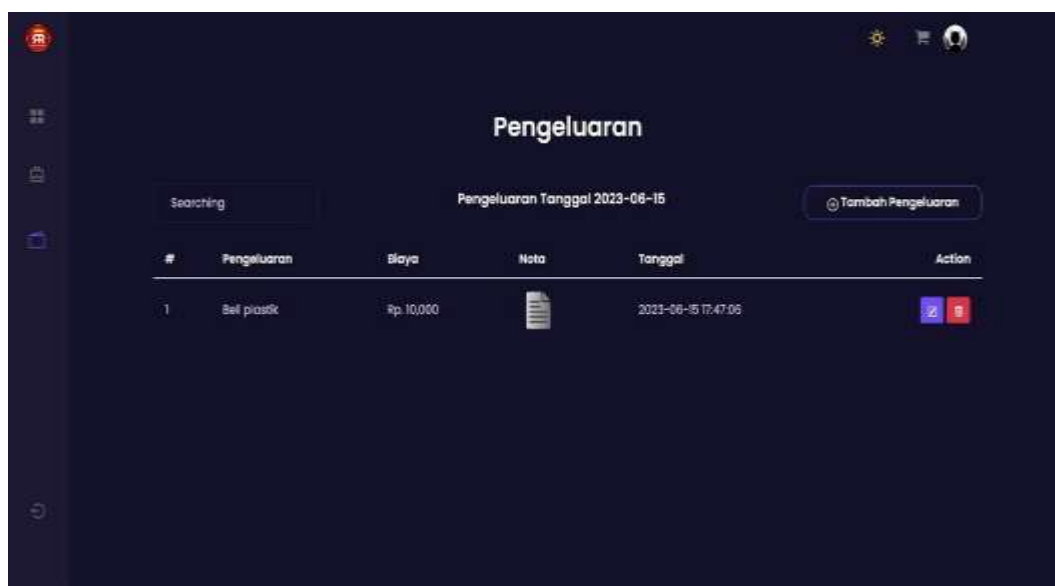 Pengeluaran
Searching
Pengeluaran Tanggal 2023-06-15
Tambah Pengeluaran
# Pengeluaran Biaya Nota Tanggal Action
1 Beli plastik Rp. 10,000 2023-06-15 17:47:06